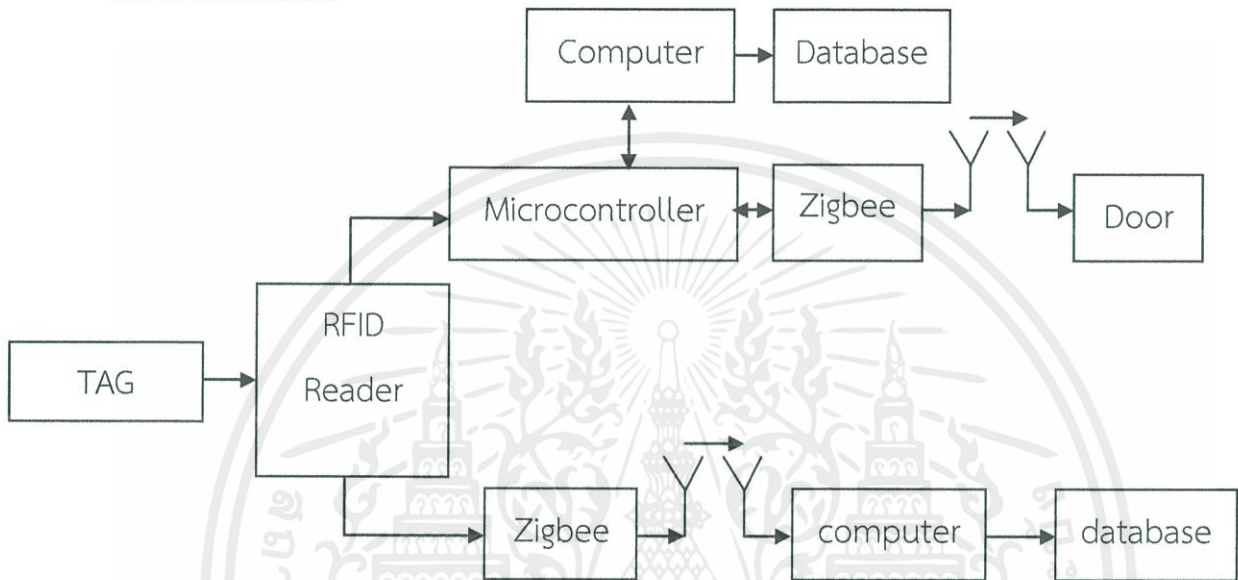 Computer
Database
Microcontroller
Zigbee
Door
RFID
Reader
TAG
Zigbee
computer
database